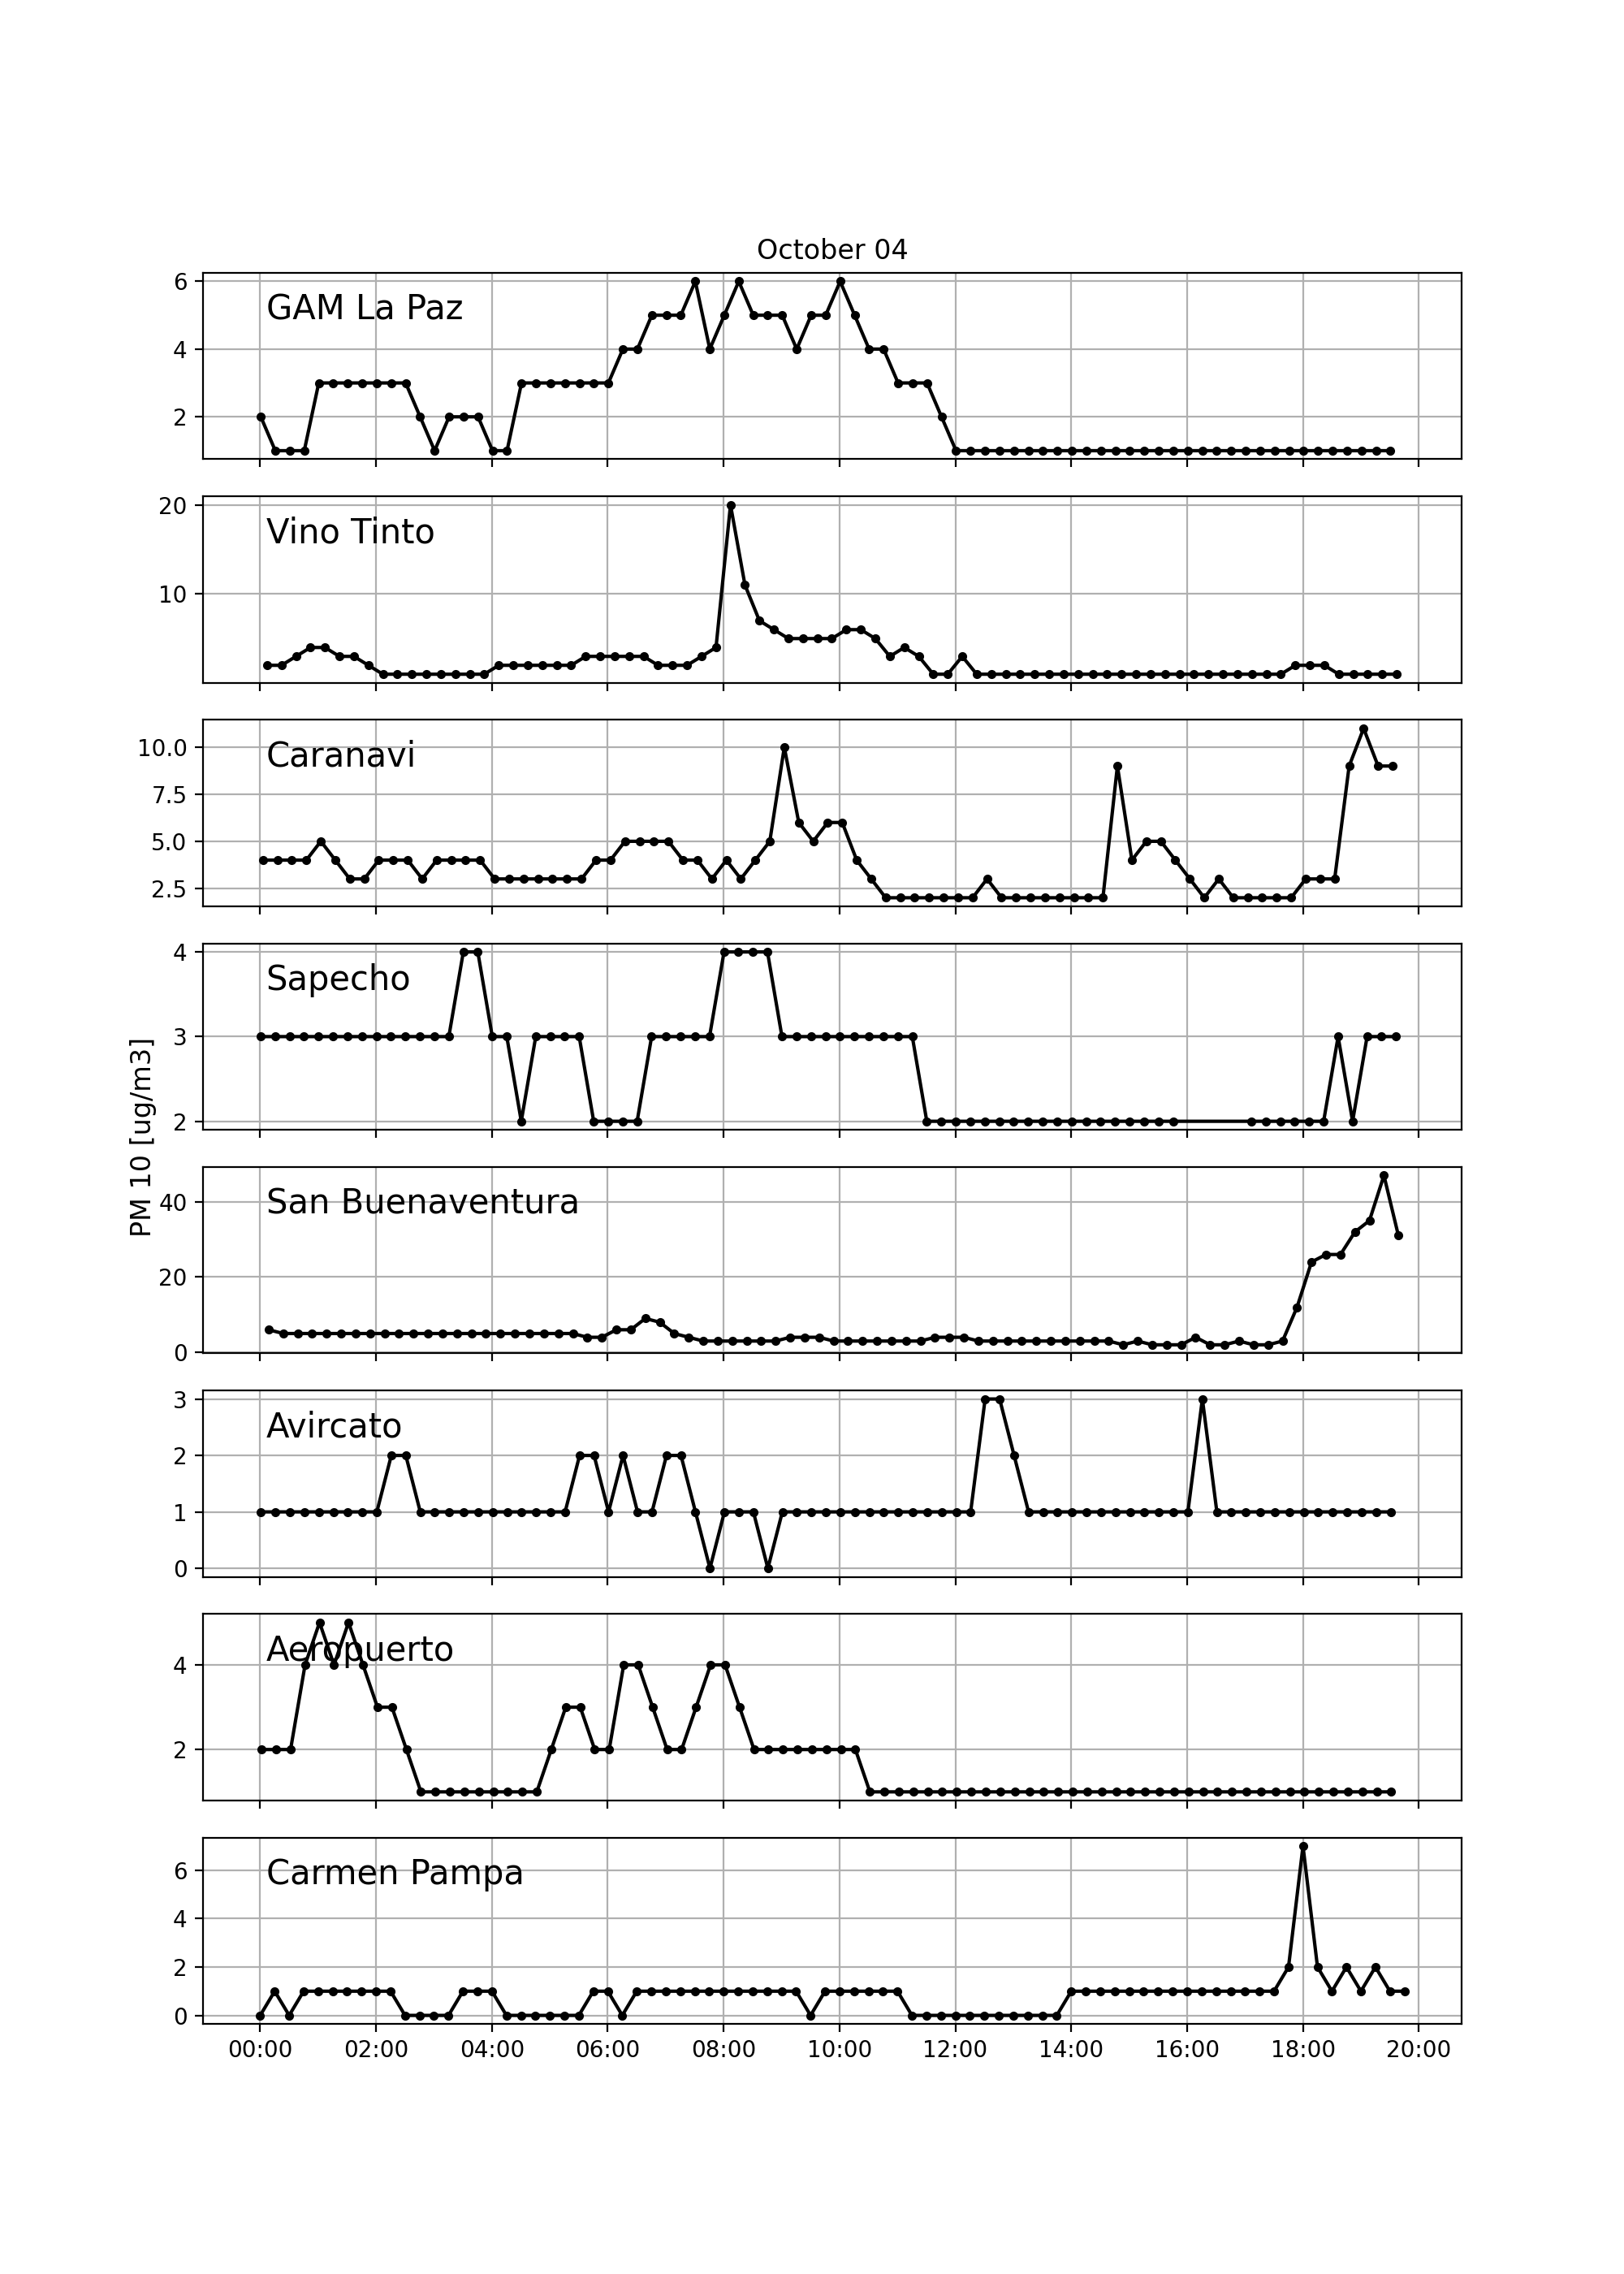 October 04
6
GAM La Paz
4
2
20
Vino Tinto
10
10.0
Caranavi
7.5
5.0
2.5
4
Sapecho
3
2
PM 10 [ug/m3]
San Buenaventura
40
20
0
3
Avircato
2
1
0
Aeropuerto
4
2
6
Carmen Pampa
4
2
0
00:00 02:00 04:00 06:00 08:00 10:00 12:00 14:00 16:00 18:00 20:00